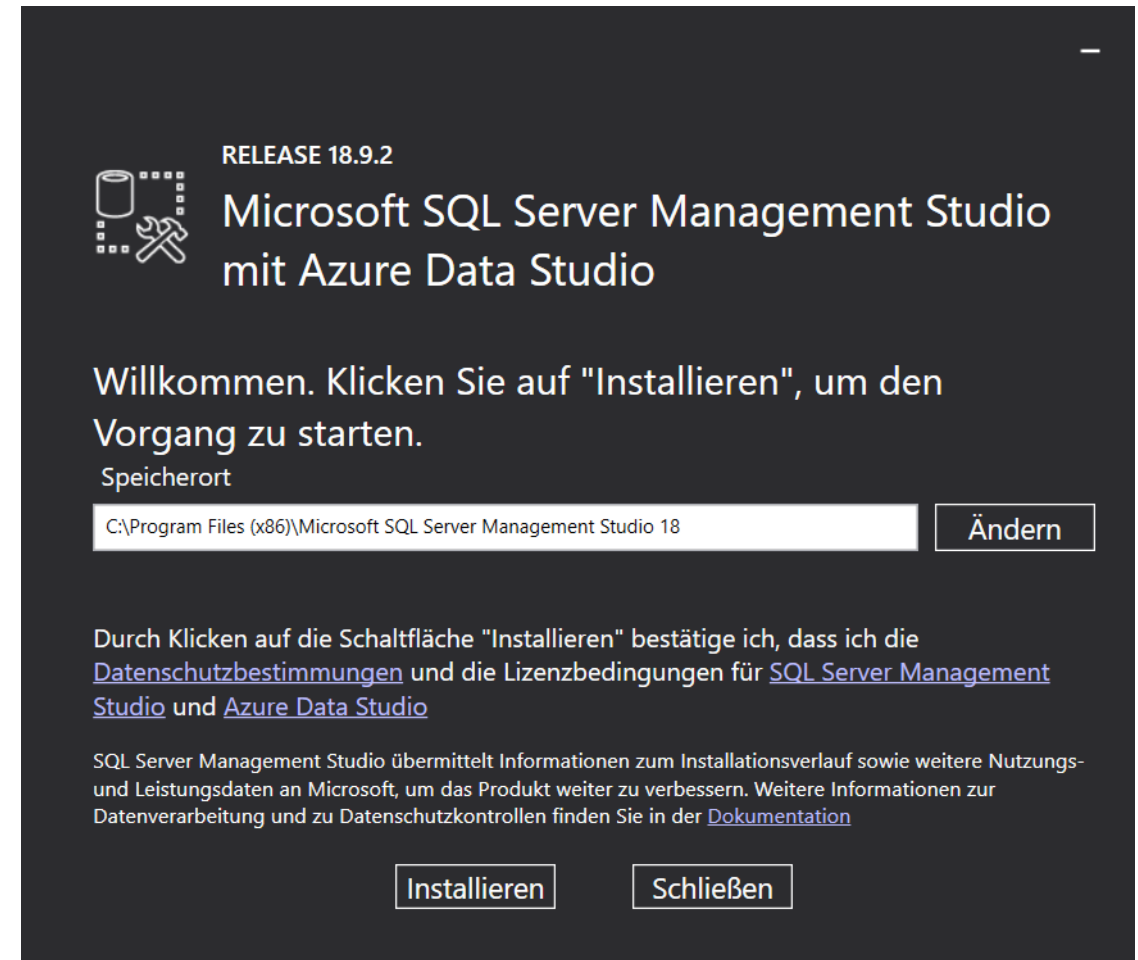 RELEASE 18.9.2
Microsoft SQL Server Management Studio
mit Azure Data Studio
Willkommen. Klicken Sie auf "Installieren", um den
Vorgang zu starten.
Speicherort
C:\Program Files (x86)\Microsoft SQL Server Management Studio 18
Ändern
Durch Klicken auf die Schaltfläche "Installieren" bestätige ich, dass ich die
Datenschutzbestimmungen und die Lizenzbedingungen für SQL Server Management
Studio und Azure Data Studio
SQL Server Management Studio übermittelt Informationen zum Installationsverlauf sowie weitere Nutzungs-
und Leistungsdaten an Microsoft, um das Produkt weiter zu verbessern. Weitere Informationen zur
Datenverarbeitung und zu Datenschutzkontrollen finden Sie in der Dokumentation
Installieren
Schließen